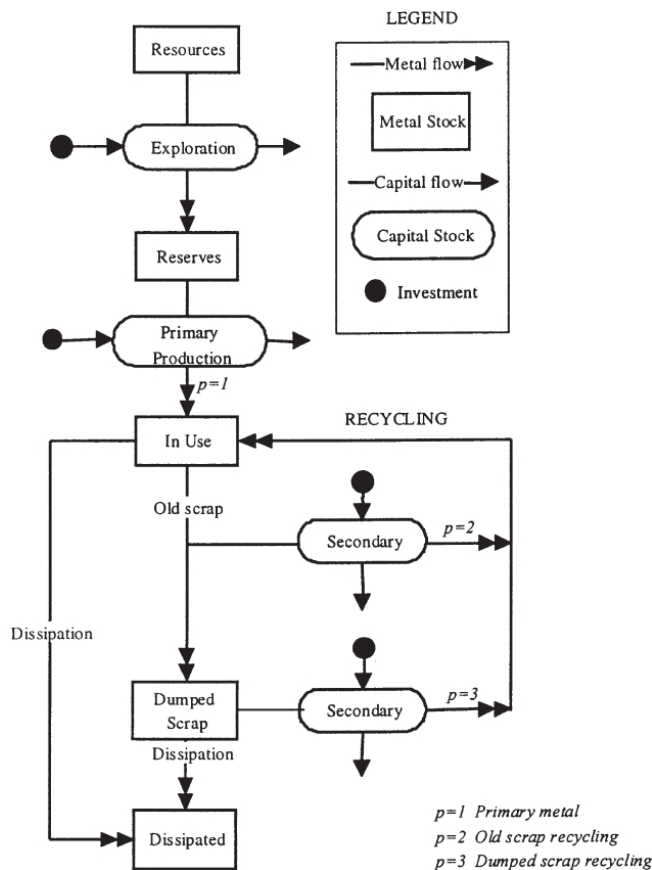 LEGEND
Resources
Metal flow
Metal Stock
Exploration
Capital flow
Capital Stock
Reserves
Investment
Primary
Production
p=1
RECYCLING
In Use
Old scrap
Secondary
p=2
Dissipation
Dumped
Scrap
Secondary
p=3
Dissipation
Dissipated
p=1 Primary metal
p=2 Old scrap recycling
p=3 Dumped scrap recycling